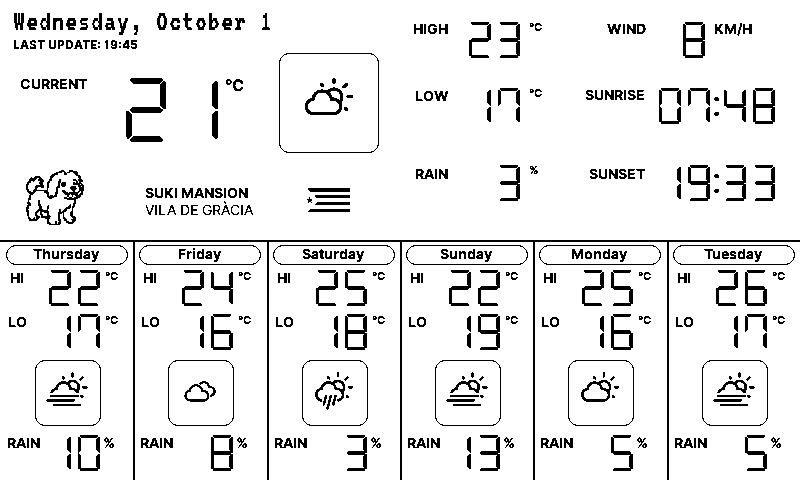 Wednesday, October 1
LAST UPDATE: 19:45
CURRENT 21 °C
HIGH 23 °C
WIND 8 KM/H
LOW 17 °C
SUNRISE 07:48
RAIN 3 %
SUNSET 19:33
SUKI MANSION
VILA DE GRÀCIA
Thursday
HI 22 °C
LO 17 °C
RAIN 10 %
Friday
HI 24 °C
LO 16 °C
RAIN 8 %
Saturday
HI 25 °C
LO 18 °C
RAIN 3 %
Sunday
HI 22 °C
LO 19 °C
RAIN 13 %
Monday
HI 25 °C
LO 16 °C
RAIN 5 %
Tuesday
HI 26 °C
LO 17 °C
RAIN 5 %